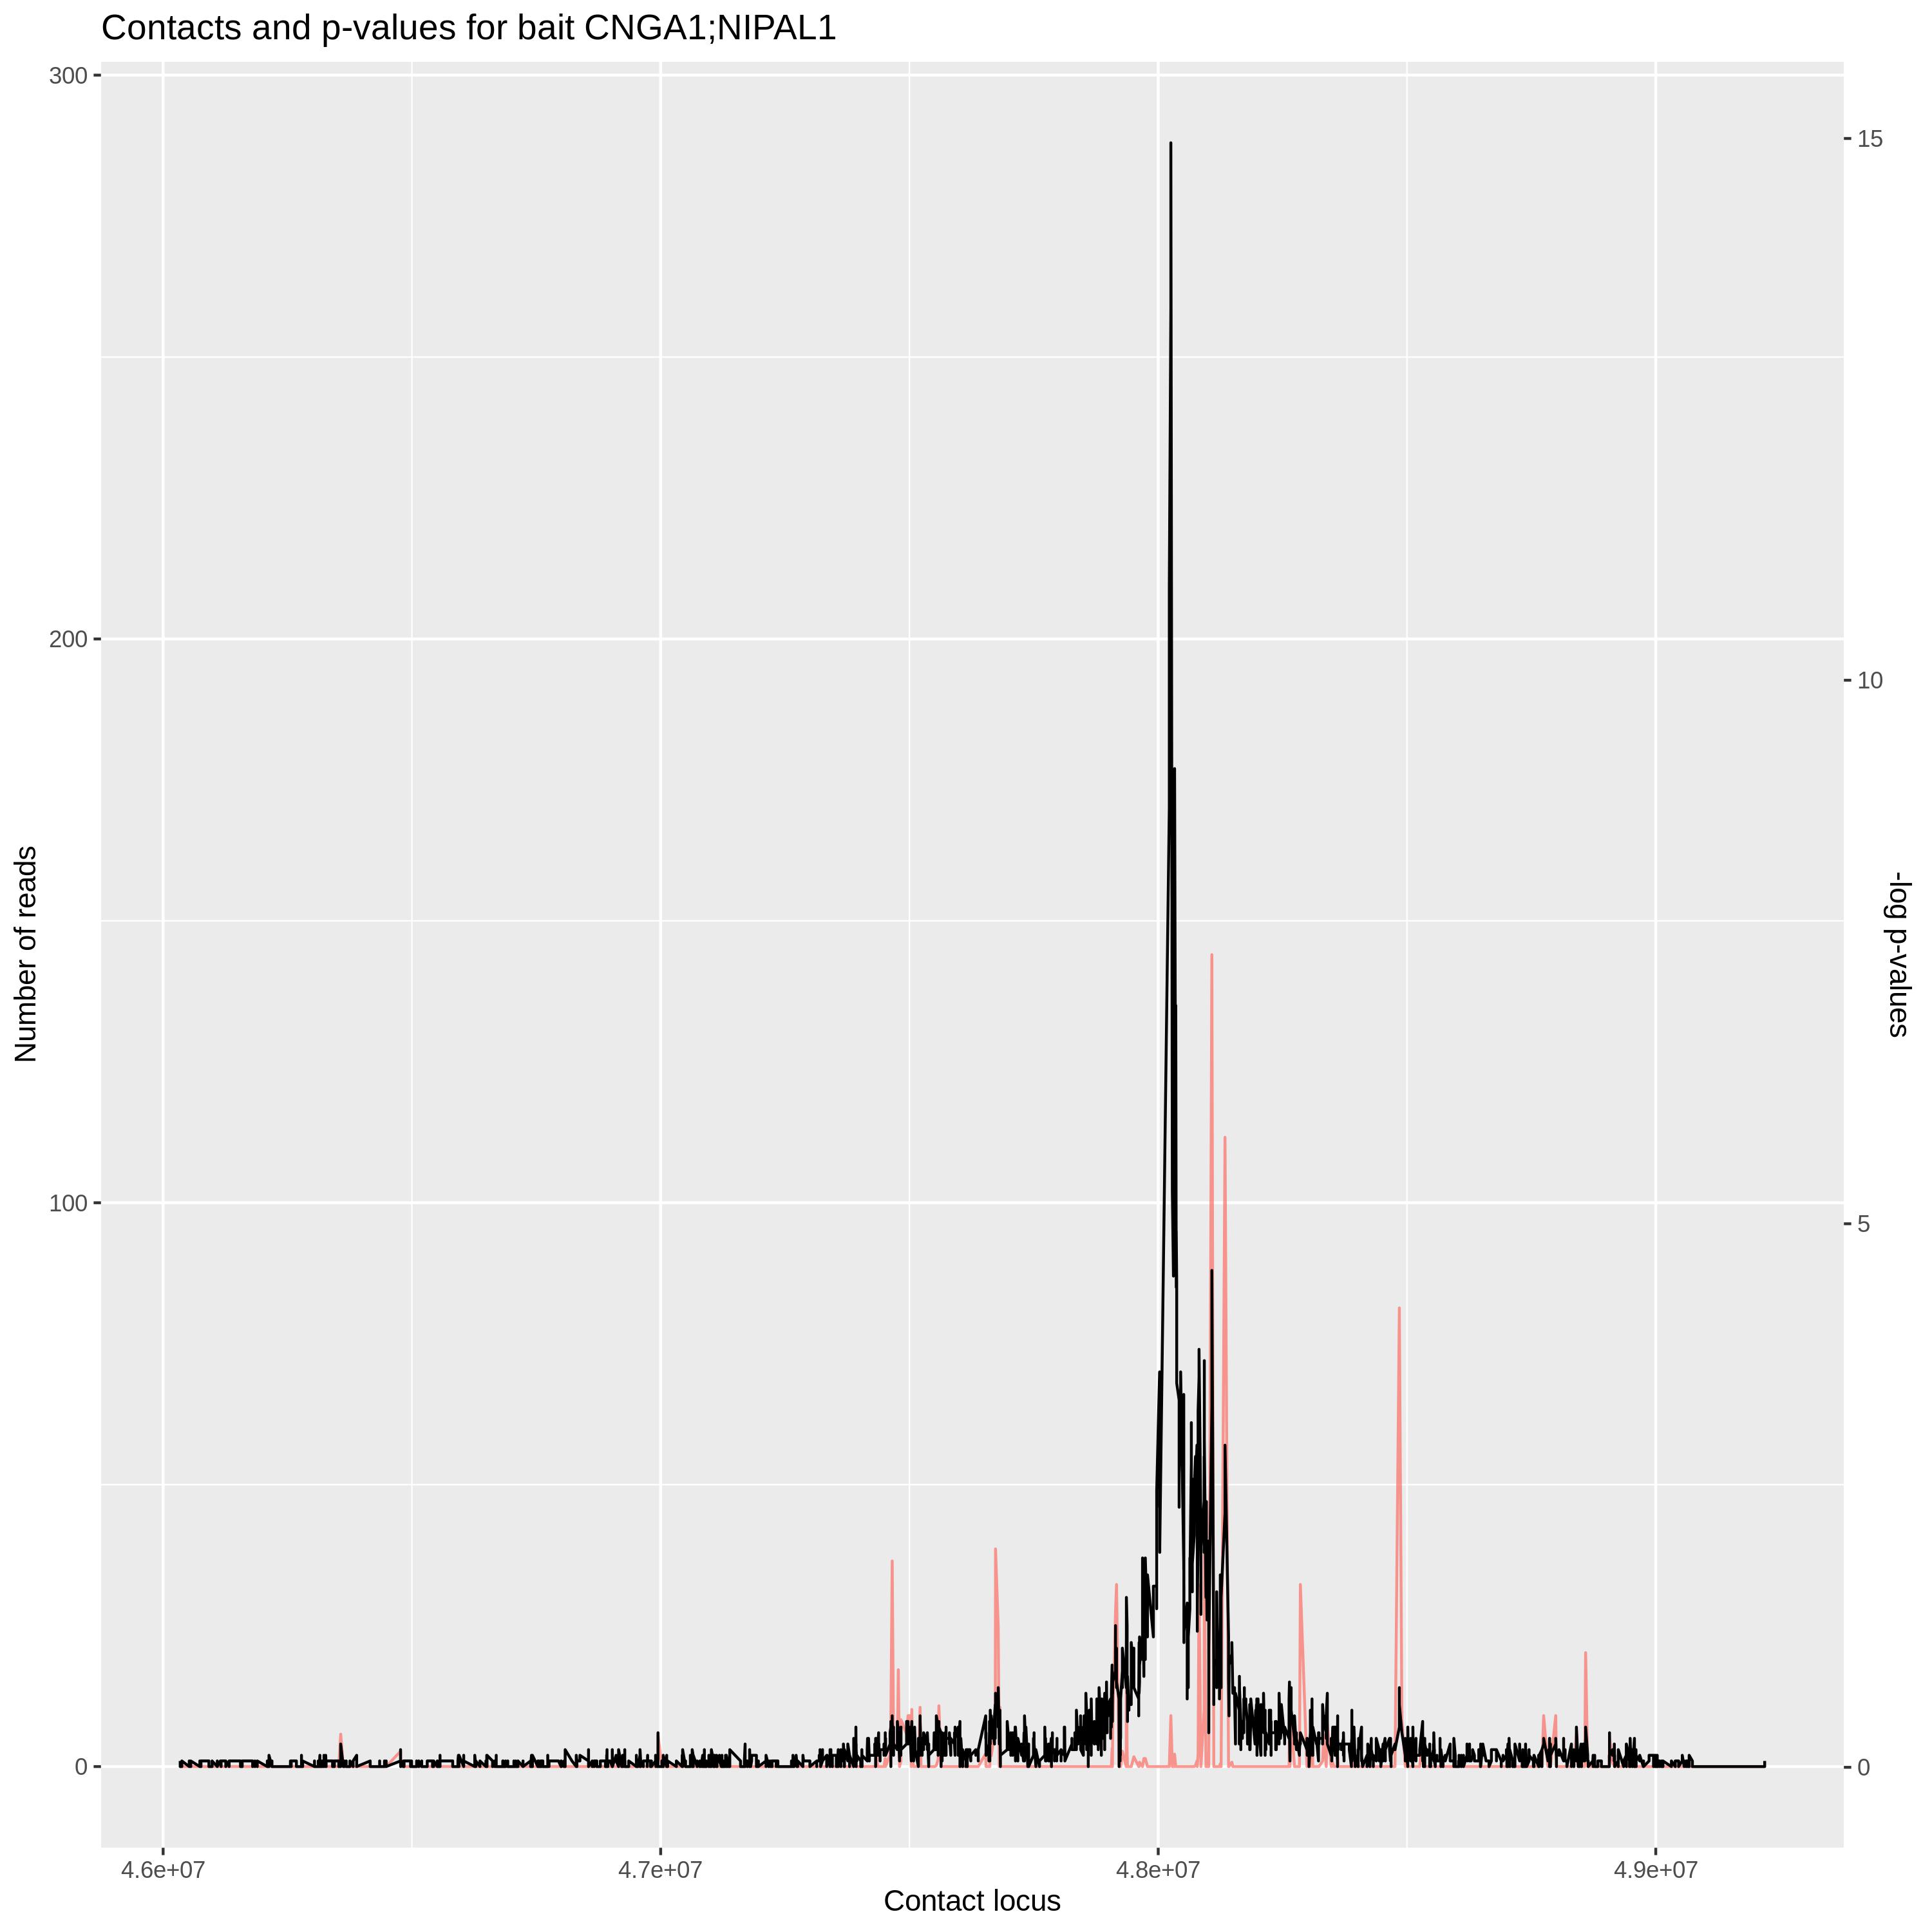 Contacts and p-values for bait CNGA1;NIPAL1
300
200
100
0
Number of reads
15
10
5
0
-log p-values
4.6e+07 4.7e+07 4.8e+07 4.9e+07
Contact locus